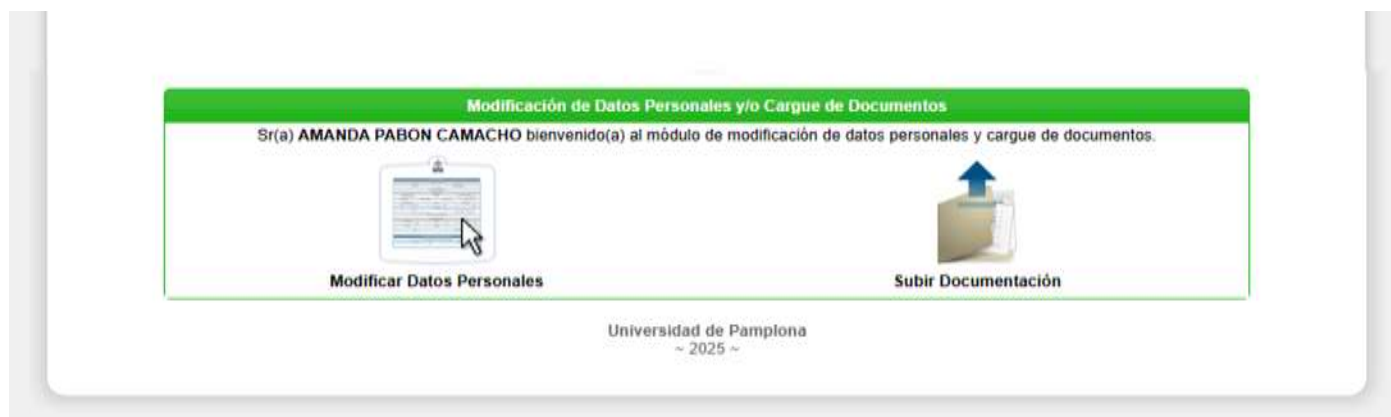 Modificación de Datos Personales y/o Cargue de Documentos
Sr(a) AMANDA PABON CAMACHO bienvenido(a) al módulo de modificación de datos personales y cargue de documentos.
Modificar Datos Personales
Subir Documentación
Universidad de Pamplona
~ 2025 ~